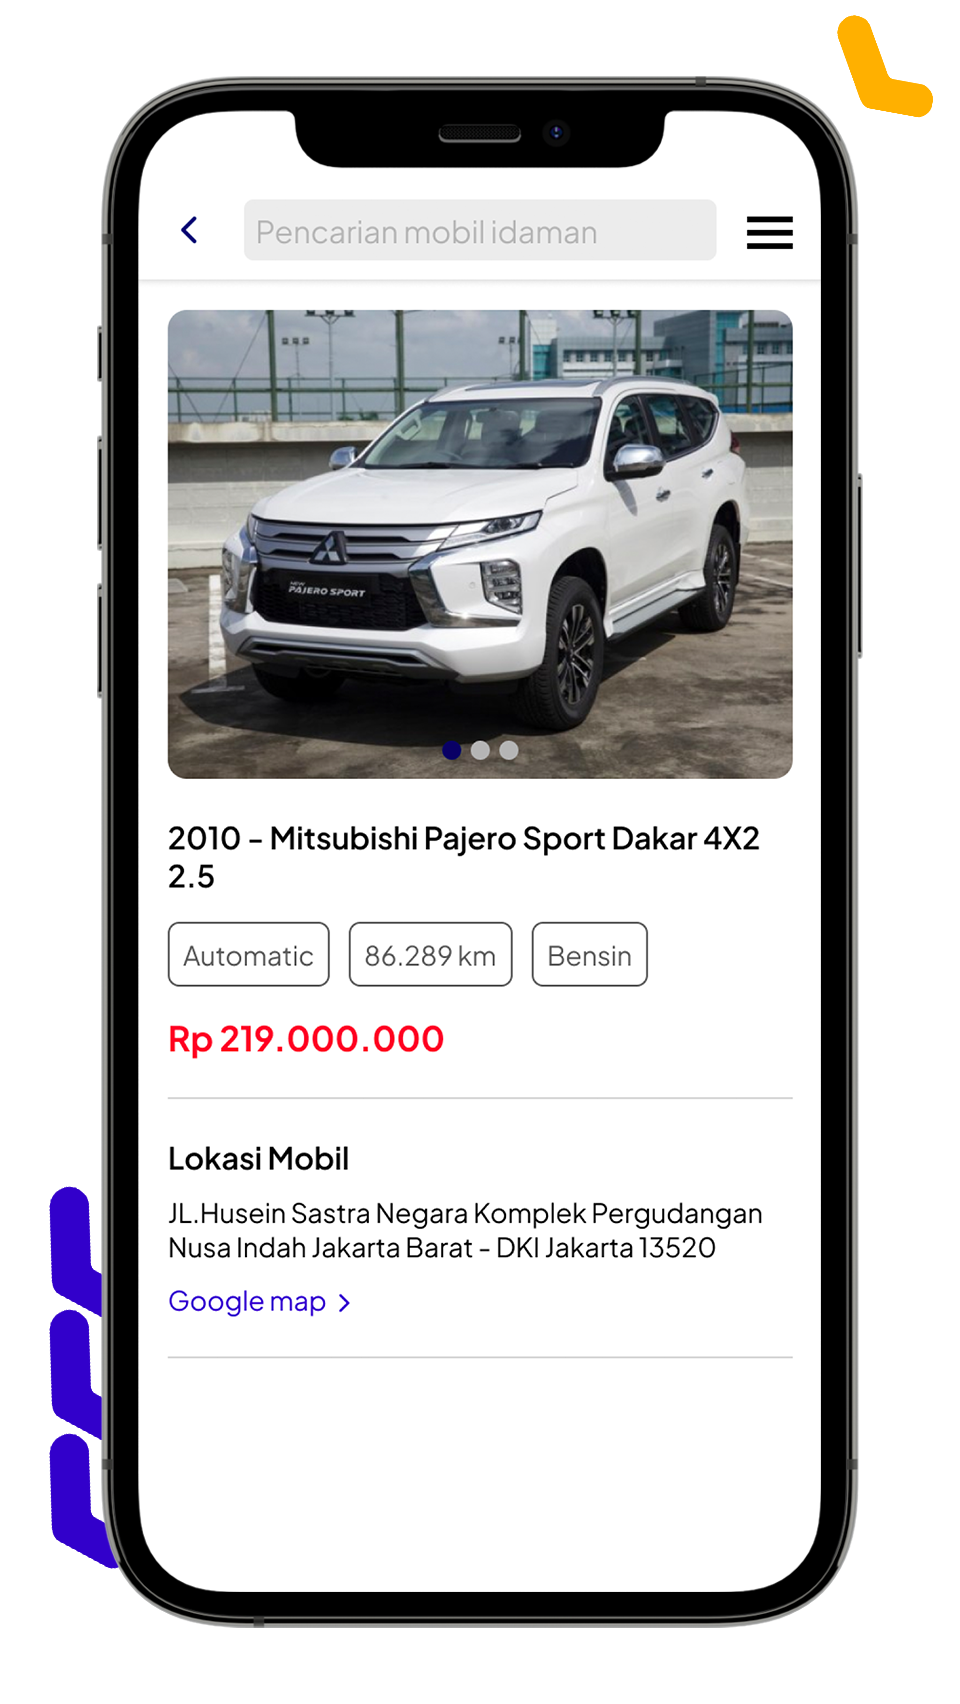 Pencarian mobil idaman
NEW
PAJERO SPORT
2010 - Mitsubishi Pajero Sport Dakar 4X2
2.5
Automatic
86.289 km
Bensin
Rp 219.000.000
Lokasi Mobil
JL.Husein Sastra Negara Komplek Pergudangan
Nusa Indah Jakarta Barat - DKI Jakarta 13520
Google map